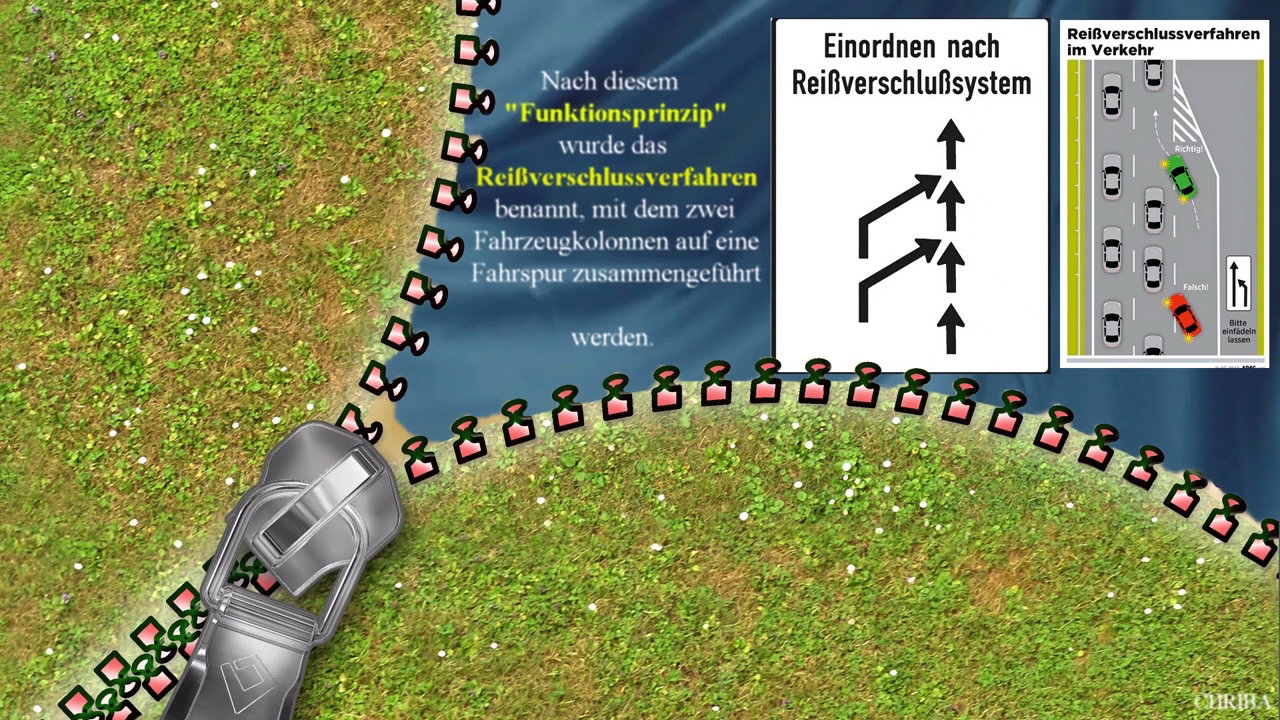 Nach diesem
"Funktionsprinzip"
wurde das
Reißverschlussverfahren
benannt, mit dem zwei
Fahrzeugkolonnen auf eine
Fahrspur zusammengeführt
werden.
Einordnen nach
Reißverschlußsystem
Reißverschlussverfahren
im Verkehr
Richtig!
Falsch!
Bitte
einfädeln
lassen
CHRIBA